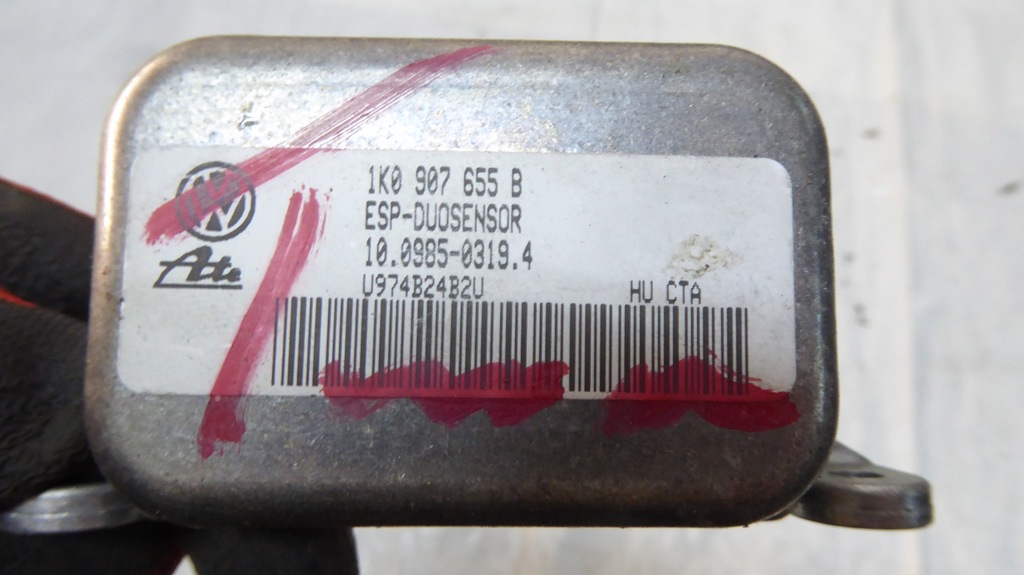 1K0 907 655 B
ESP-DUOSENSOR
10.0985-0319.4
U974B24B2U HU CTA
Ate